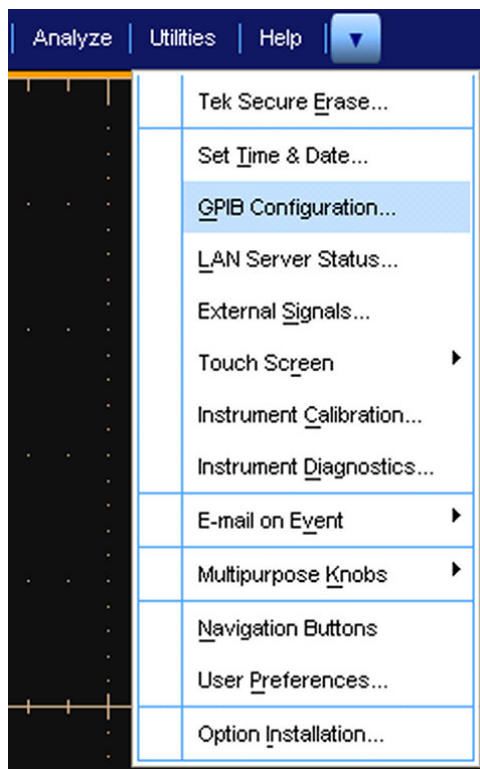 Analyze | Utilities | Help |
Tek Secure Erase...
Set Time & Date...
GPIB Configuration...
LAN Server Status...
External Signals...
Touch Screen
Instrument Calibration...
Instrument Diagnostics...
E-mail on Event
Multipurpose Knobs
Navigation Buttons
User Preferences...
Option Installation...